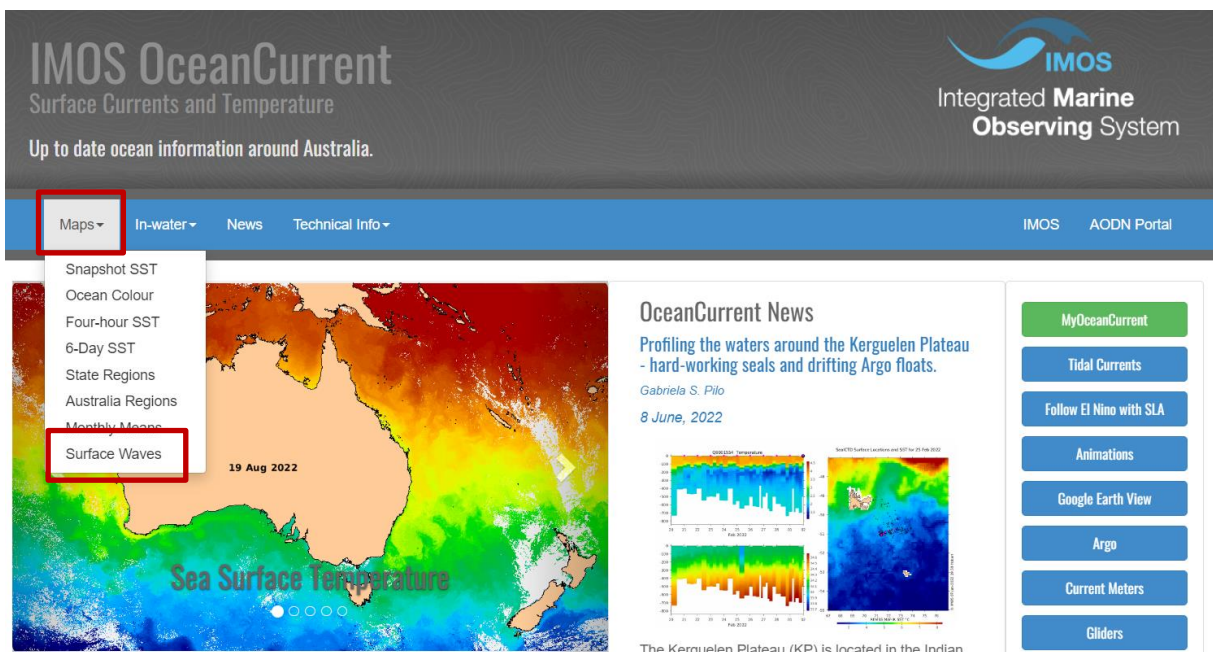 IMOS OceanCurrent
Surface Currents and Temperature
Up to date ocean information around Australia.
IMOS
Integrated Marine
Observing System
Maps
In-water
News
Technical Info
IMOS
AODN Portal
Snapshot SST
Ocean Colour
Four-hour SST
6-Day SST
State Regions
Australia Regions
Monthly Means
Surface Waves
19 Aug 2022
Sea Surface Temperature
OceanCurrent News
Profiling the waters around the Kerguelen Plateau
- hard-working seals and drifting Argo floats.
Gabriela S. Pilo
8 June, 2022
Feb 2022
Feb 2022
The Kerguelen Plateau (KP) is located in the Indian
MyOceanCurrent
Tidal Currents
Follow El Nino with SLA
Animations
Google Earth View
Argo
Current Meters
Gliders